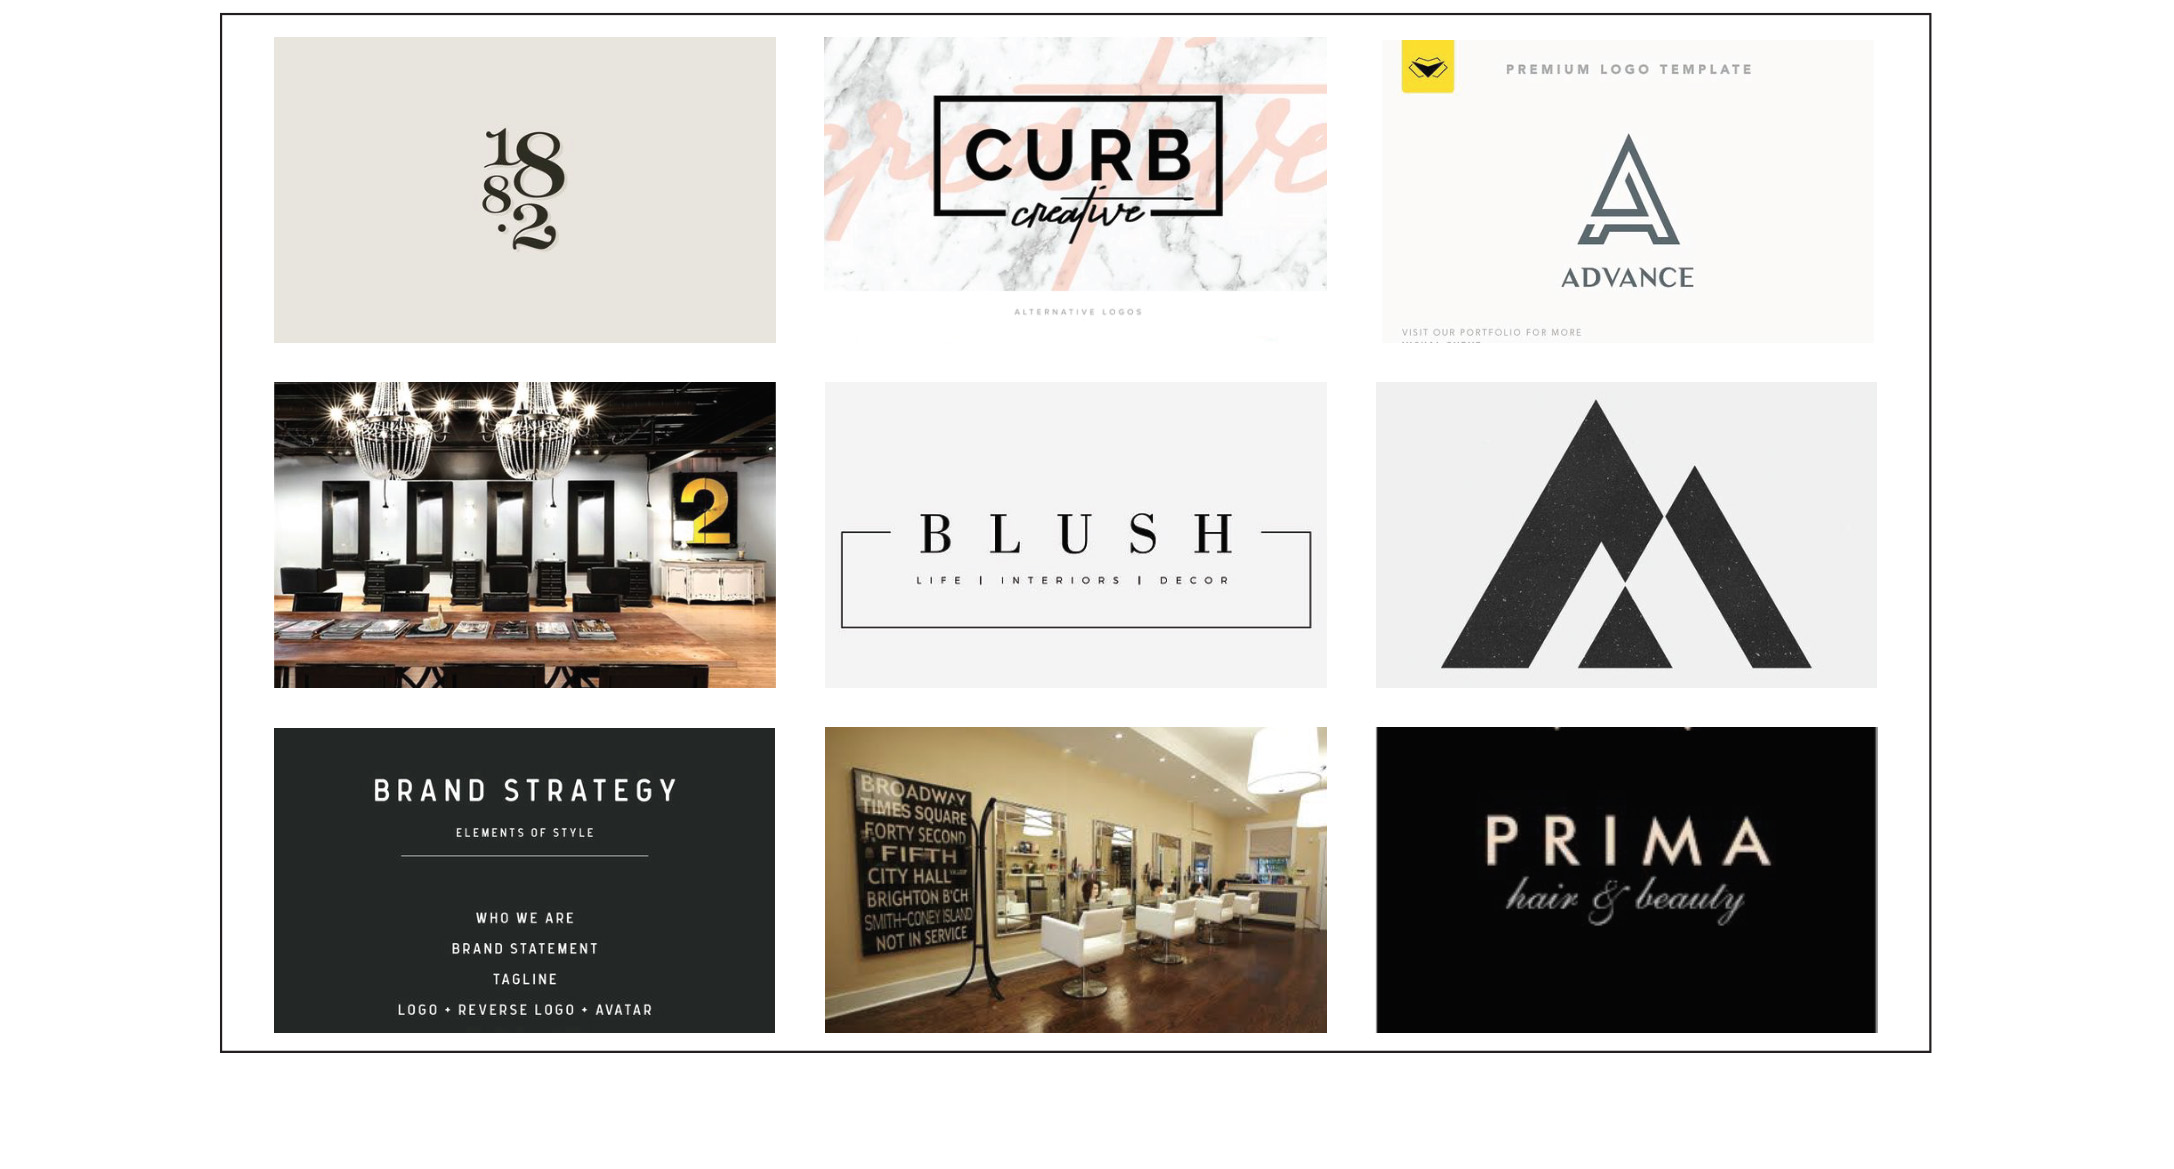 18
8
.2
creative
CURB
creative
ALTERNATIVE LOGOS
PREMIUM LOGO TEMPLATE
ADVANCE
VISIT OUR PORTFOLIO FOR MORE
2
BLUSH
LIFE | INTERIORS | DECOR
BRAND STRATEGY
ELEMENTS OF STYLE
WHO WE ARE
BRAND STATEMENT
TAGLINE
LOGO + REVERSE LOGO + AVATAR
BROADWAY
TIMES SQUARE
FORTY SECOND
FIFTH
CITY HALL
BRIGHTON B'CH
SMITH-CONEY ISLAND
NOT IN SERVICE
PRIMA
hair & beauty